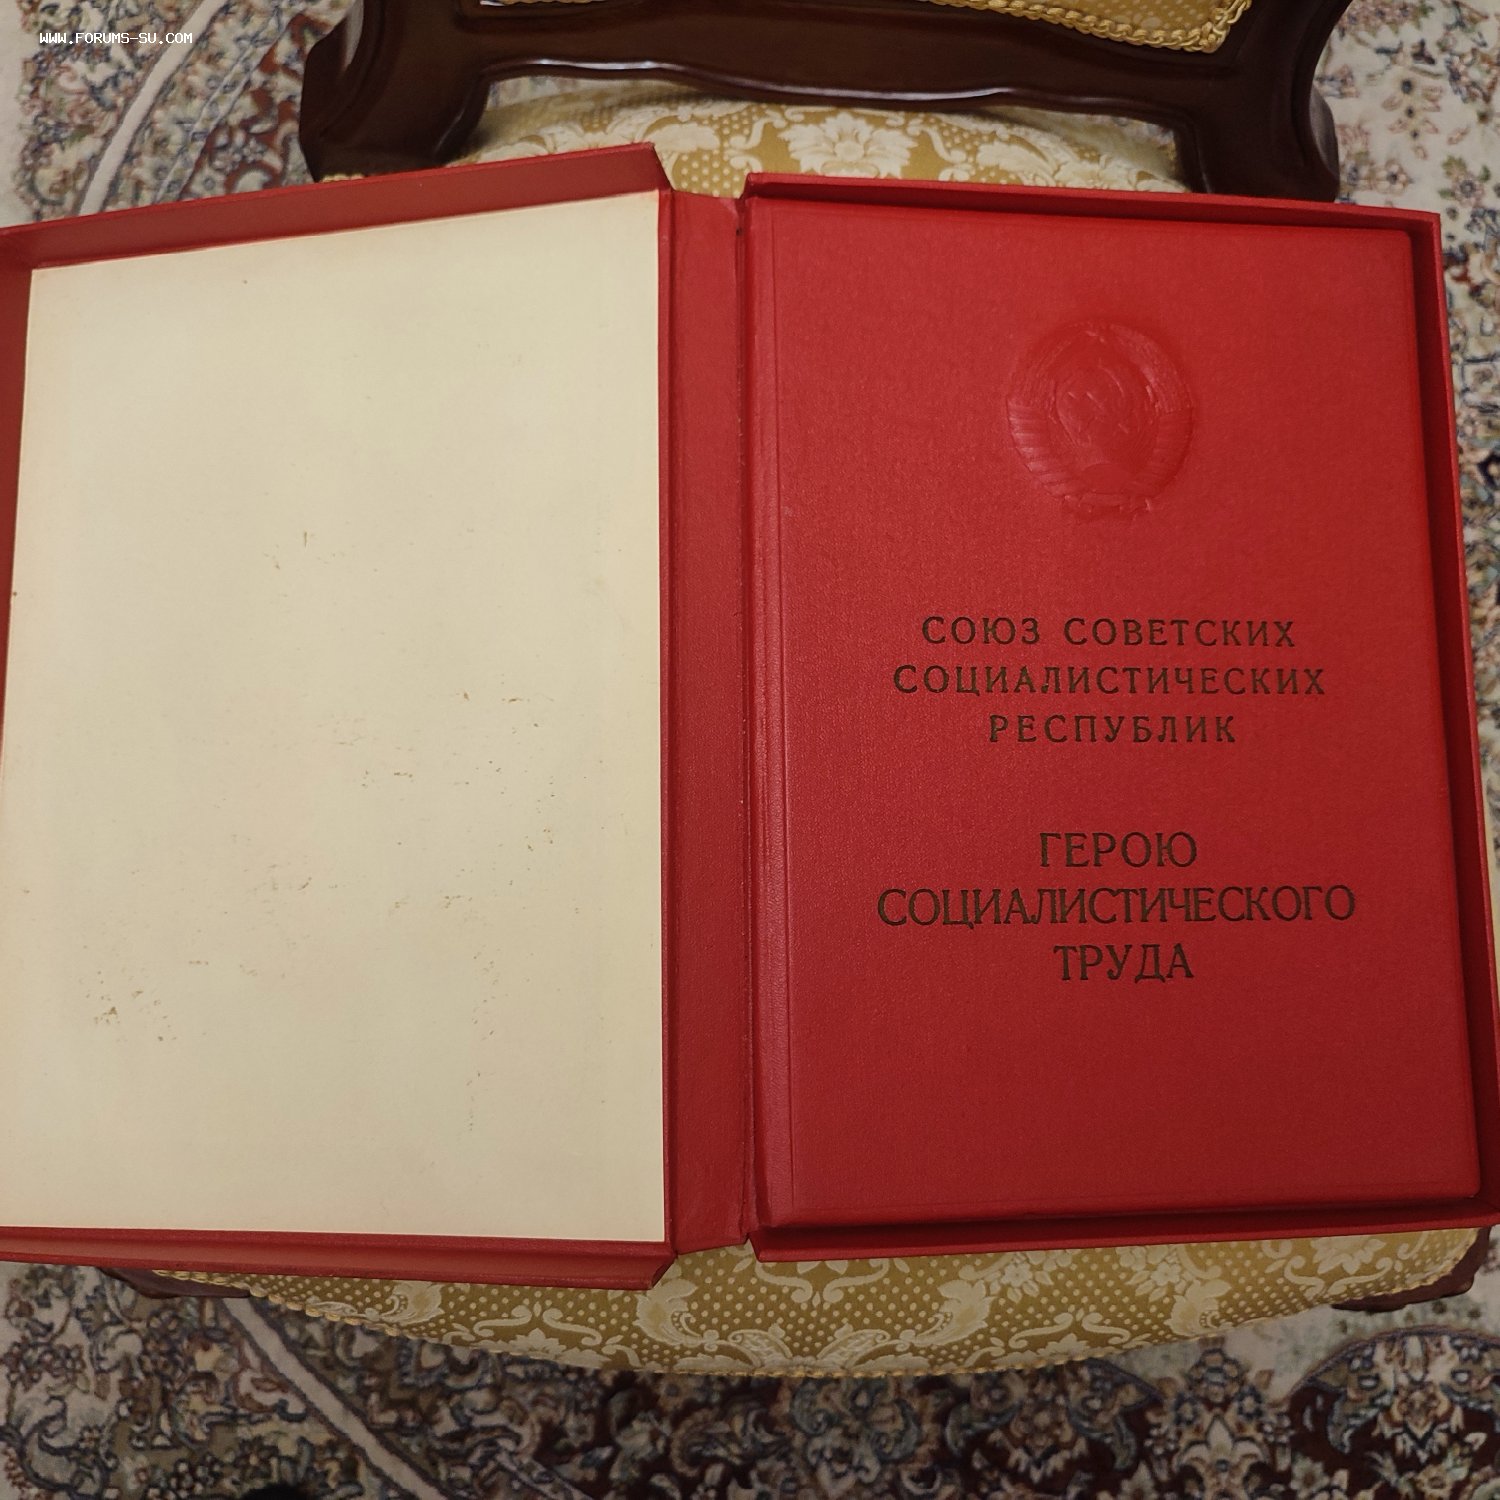 WWW.FORUMS-SU.COM
СОЮЗ СОВЕТСКИХ
СОЦИАЛИСТИЧЕСКИХ
РЕСПУБЛИК
ГЕРОЮ
СОЦИАЛИСТИЧЕСКОГО
ТРУДА